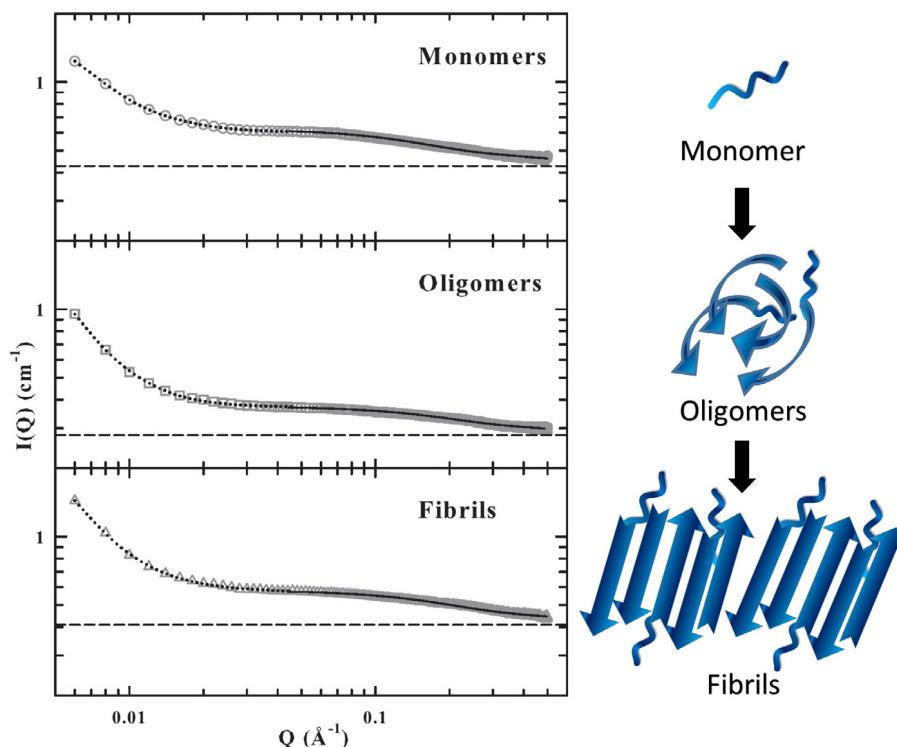 Monomers
1
Oligomers
1
I(Q) (cm⁻¹)
Fibrils
1
0.01
0.1
Q (Å⁻¹)
Monomer
Oligomers
Fibrils